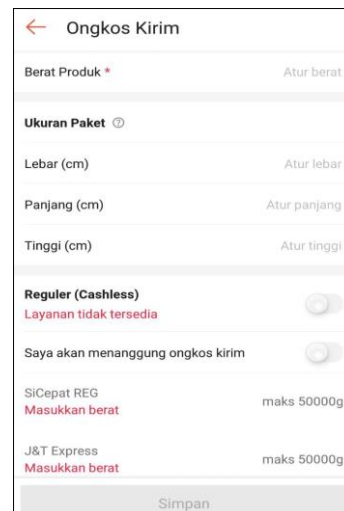 Ongkos Kirim
Berat Produk * Atur berat
Ukuran Paket ?
Lebar (cm) Atur lebar
Panjang (cm) Atur panjang
Tinggi (cm) Atur tinggi
Reguler (Cashless)
Layanan tidak tersedia
Saya akan menanggung ongkos kirim
SiCepat REG maks 50000g
Masukkan berat
J&T Express maks 50000g
Masukkan berat
Simpan